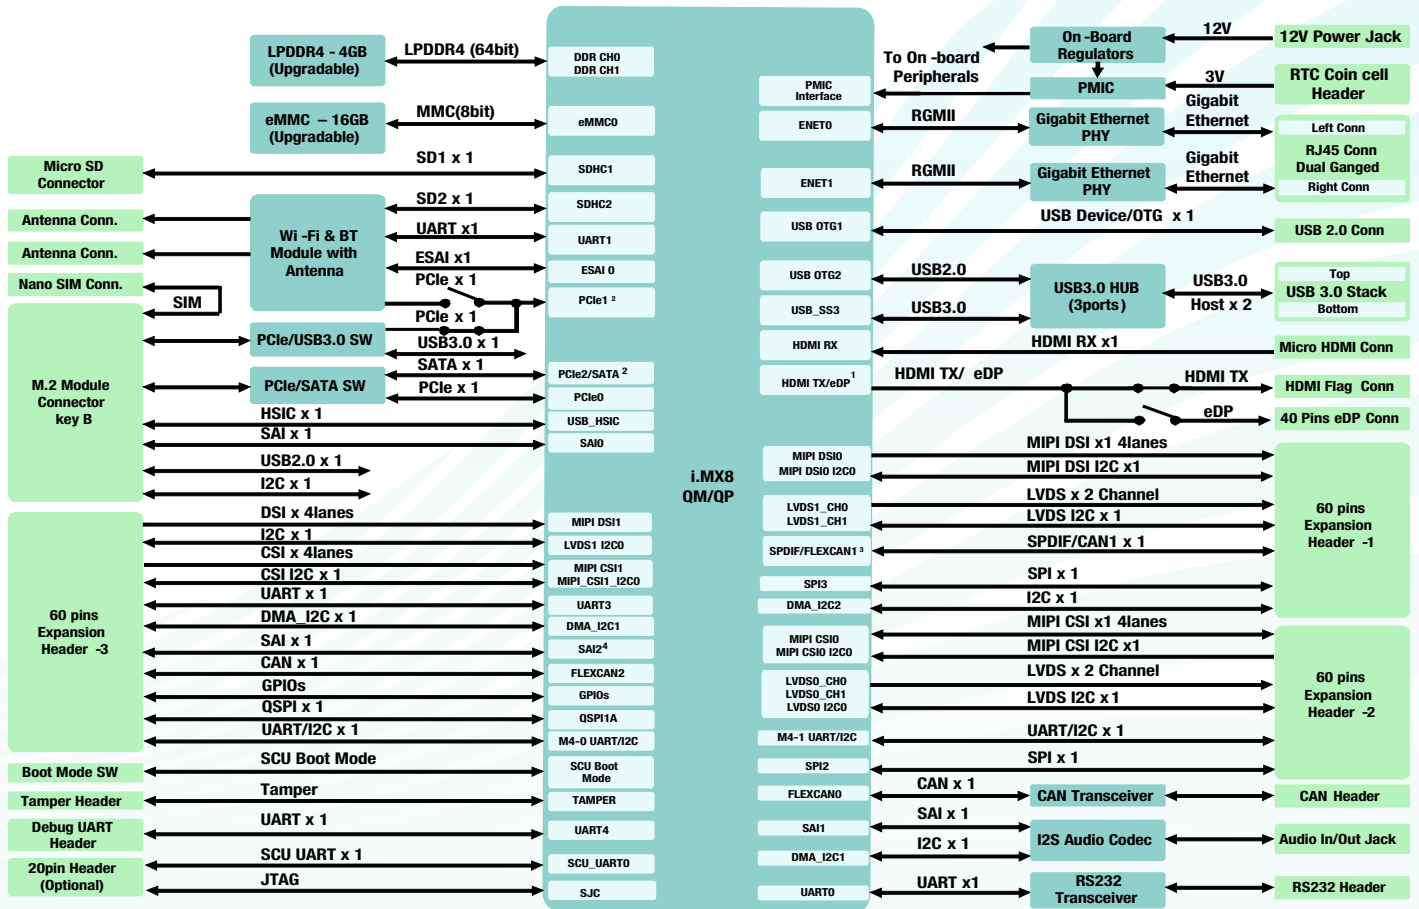 LPDDR4 - 4GB
(Upgradable)
LPDDR4 (64bit)
DDR CH0
DDR CH1
eMMC – 16GB
(Upgradable)
MMC(8bit)
eMMC0
Micro SD
Connector
SD1 x 1
SDHC1
Antenna Conn.
Antenna Conn.
Wi -Fi & BT
Module with
Antenna
SD2 x 1
SDHC2
UART x1
UART1
ESAI x1
ESAI 0
PCIe x 1
PCIe1 2
Nano SIM Conn.
SIM
PCIe x 1
PCIe/USB3.0 SW
USB3.0 x 1
SATA x 1
PCIe2/SATA 2
PCIe/SATA SW
PCIe x 1
PCIe0
M.2 Module
Connector
key B
HSIC x 1
USB_HSIC
SAI x 1
SAI0
USB2.0 x 1
I2C x 1
60 pins
Expansion
Header -3
DSI x 4lanes
MIPI DSI1
I2C x 1
LVDS1 I2C0
CSI x 4lanes
MIPI CSI1
CSI I2C x 1
MIPI_CSI1_I2C0
UART x 1
UART3
DMA_I2C x 1
DMA_I2C1
SAI x 1
SAI2 4
CAN x 1
FLEXCAN2
GPIOs
GPIOs
QSPI x 1
QSPI1A
UART/I2C x 1
M4-0 UART/I2C
Boot Mode SW
SCU Boot Mode
SCU Boot
Mode
Tamper Header
Tamper
TAMPER
Debug UART
Header
UART x 1
UART4
20pin Header
(Optional)
SCU UART x 1
SCU_UART0
JTAG
SJC
i.MX8
QM/QP
To On -board
Peripherals
On -Board
Regulators
12V
12V Power Jack
PMIC
Interface
PMIC
3V
RTC Coin cell
Header
ENET0
RGMII
Gigabit Ethernet
PHY
Gigabit
Ethernet
Left Conn
RJ45 Conn
Dual Ganged
Right Conn
ENET1
RGMII
Gigabit Ethernet
PHY
Gigabit
Ethernet
USB OTG1
USB Device/OTG x 1
USB 2.0 Conn
USB OTG2
USB2.0
USB_SS3
USB3.0
USB3.0 HUB
(3ports)
USB3.0
Host x 2
Top
USB 3.0 Stack
Bottom
HDMI RX
HDMI RX x1
Micro HDMI Conn
HDMI TX/eDP 1
HDMI TX/ eDP
HDMI TX
HDMI Flag Conn
eDP
40 Pins eDP Conn
MIPI DSI0
MIPI DSI0 I2C0
MIPI DSI x1 4lanes
MIPI DSI I2C x1
LVDS1_CH0
LVDS1_CH1
LVDS x 2 Channel
LVDS I2C x 1
SPDIF/FLEXCAN1 3
SPDIF/CAN1 x 1
SPI3
SPI x 1
DMA_I2C2
I2C x 1
60 pins
Expansion
Header -1
MIPI CSI0
MIPI CSI0 I2C0
MIPI CSI x1 4lanes
MIPI CSI I2C x1
LVDS0_CH0
LVDS0_CH1
LVDS0 I2C0
LVDS x 2 Channel
LVDS I2C x 1
M4-1 UART/I2C
UART/I2C x 1
SPI2
SPI x 1
60 pins
Expansion
Header -2
FLEXCAN0
CAN x 1
CAN Transceiver
CAN Header
SAI1
SAI x 1
DMA_I2C1
I2C x 1
I2S Audio Codec
Audio In/Out Jack
UART0
UART x1
RS232
Transceiver
RS232 Header